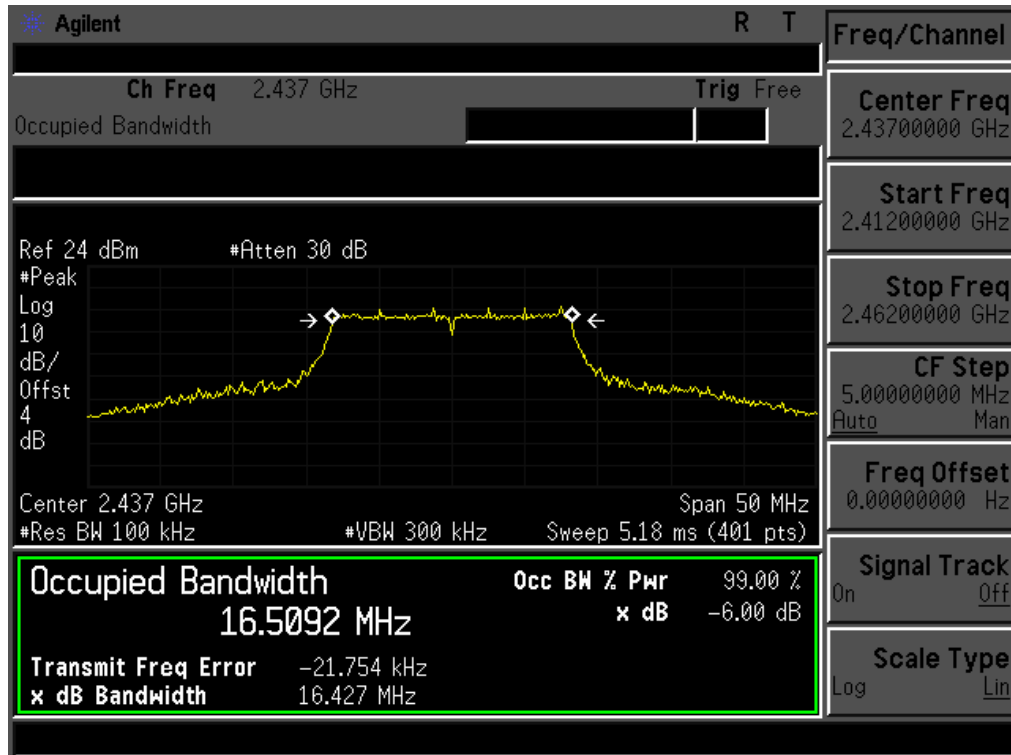 Agilent R T
Ch Freq 2.437 GHz Trig Free
Occupied Bandwidth
Ref 24 dBm #Atten 30 dB
#Peak
Log
10
dB/
Offst
4
dB
Center 2.437 GHz Span 50 MHz
#Res BW 100 kHz #VBW 300 kHz Sweep 5.18 ms (401 pts)
Occupied Bandwidth
16.5092 MHz
Occ BW % Pwr 99.00 %
x dB -6.00 dB
Transmit Freq Error -21.754 kHz
x dB Bandwidth 16.427 MHz
Freq/Channel
Center Freq
2.43700000 GHz
Start Freq
2.41200000 GHz
Stop Freq
2.46200000 GHz
CF Step
5.00000000 MHz
Auto Man
Freq Offset
0.00000000 Hz
Signal Track
On Off
Scale Type
Log Lin